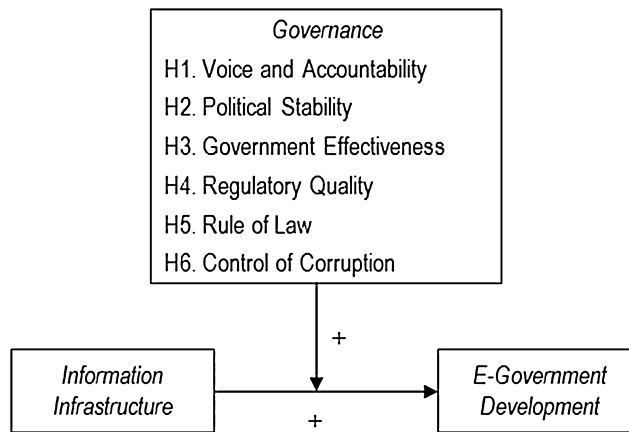 Governance
H1. Voice and Accountability
H2. Political Stability
H3. Government Effectiveness
H4. Regulatory Quality
H5. Rule of Law
H6. Control of Corruption
+
Information
Infrastructure
+
E-Government
Development